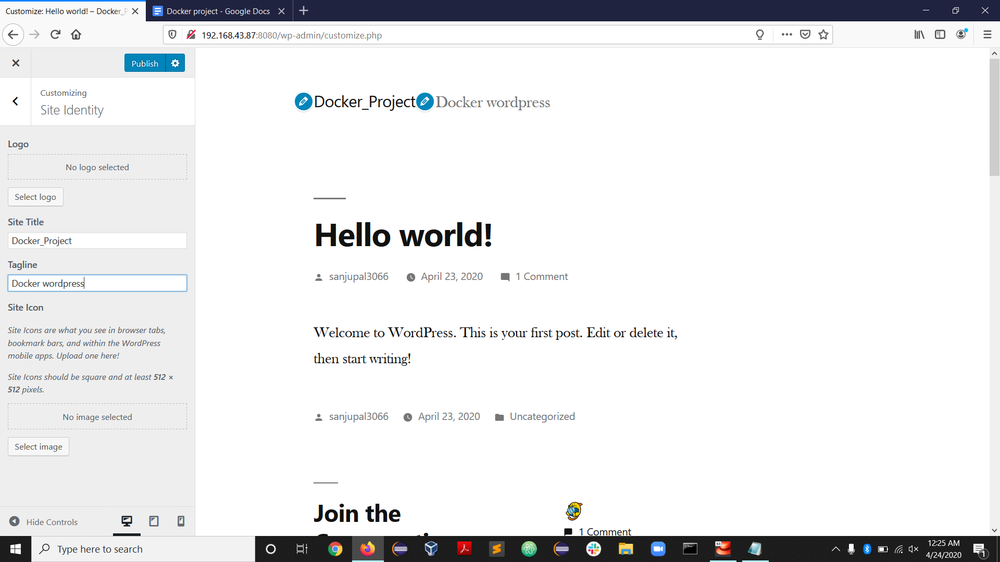 Customize: Hello world! – Docker_P
Docker project - Google Docs
192.168.43.87:8080/wp-admin/customize.php
Publish
Customizing
Site Identity
Logo
No logo selected
Select logo
Site Title
Docker_Project
Tagline
Docker wordpress
Site Icon
Site Icons are what you see in browser tabs,
bookmark bars, and within the WordPress
mobile apps. Upload one here!
Site Icons should be square and at least 512 ×
512 pixels.
No image selected
Select image
Hide Controls
Docker_Project
Docker wordpress
Hello world!
sanjupal3066 April 23, 2020 1 Comment
Welcome to WordPress. This is your first post. Edit or delete it,
then start writing!
sanjupal3066 April 23, 2020 Uncategorized
Join the
1 Comment
Type here to search
64
12:25 AM
4/24/2020
1